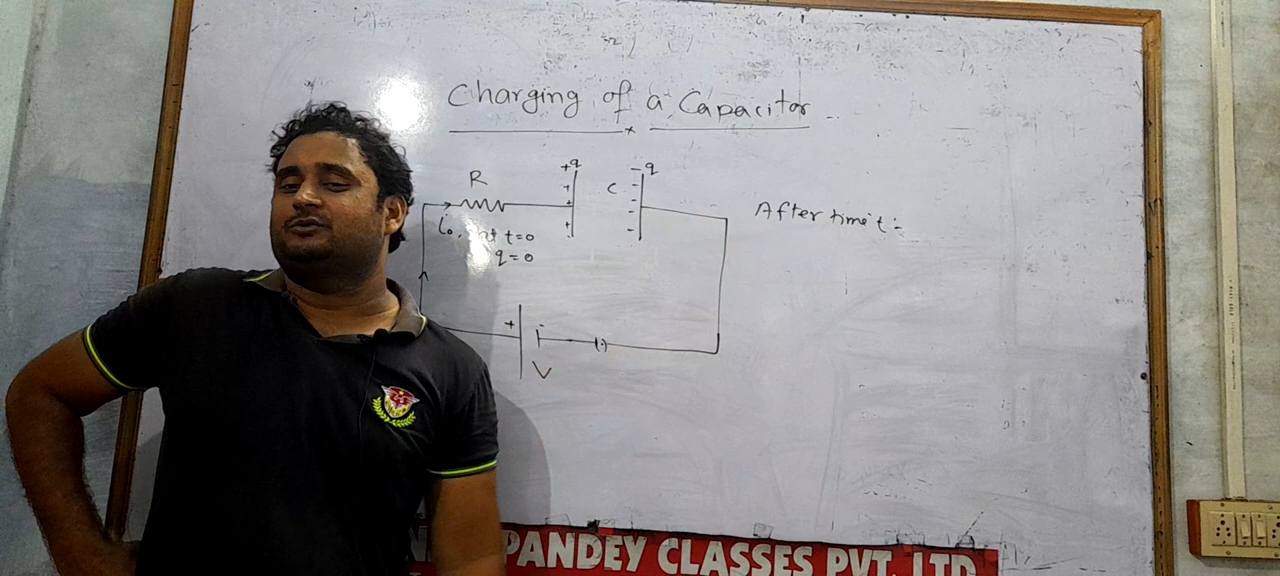 Charging of a Capacitor
+q
-q
R
+
+
+
C
i₀, at t=0
q=0
After time t:-
+
-
V
PANDEY CLASSES PVT. LTD